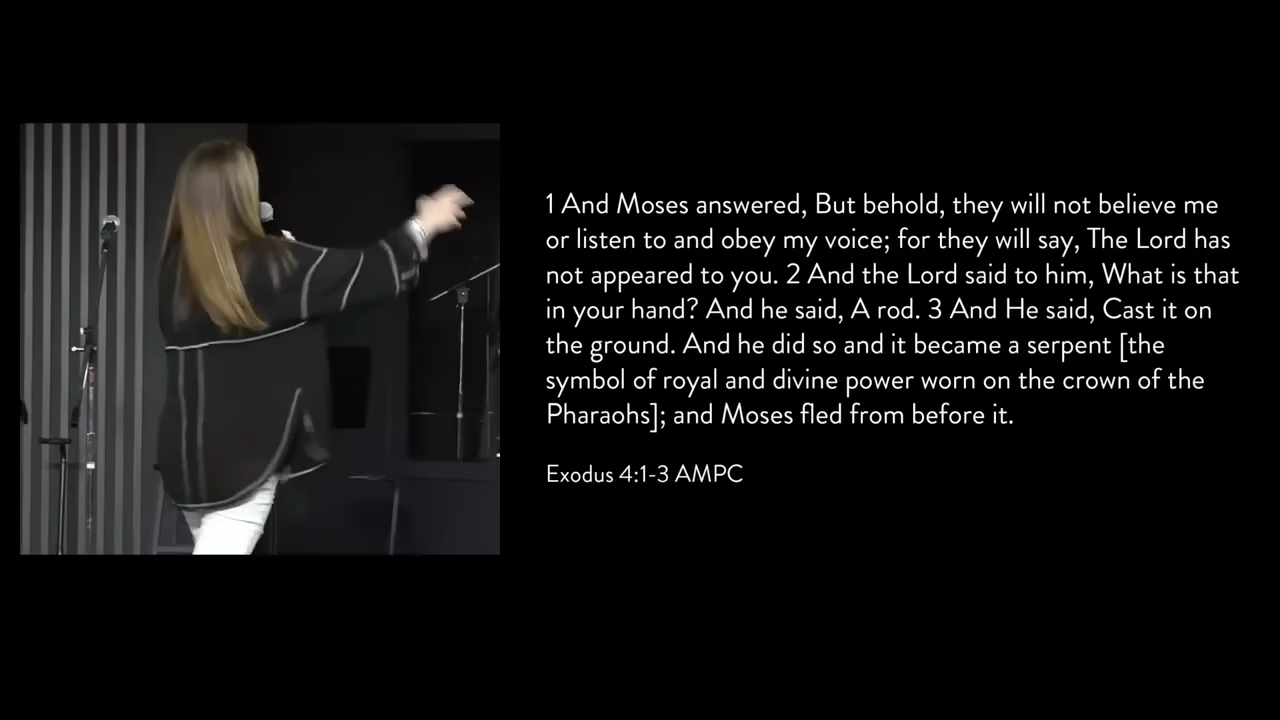 1 And Moses answered, But behold, they will not believe me
or listen to and obey my voice; for they will say, The Lord has
not appeared to you. 2 And the Lord said to him, What is that
in your hand? And he said, A rod. 3 And He said, Cast it on
the ground. And he did so and it became a serpent [the
symbol of royal and divine power worn on the crown of the
Pharaohs]; and Moses fled from before it.
Exodus 4:1-3 AMPC